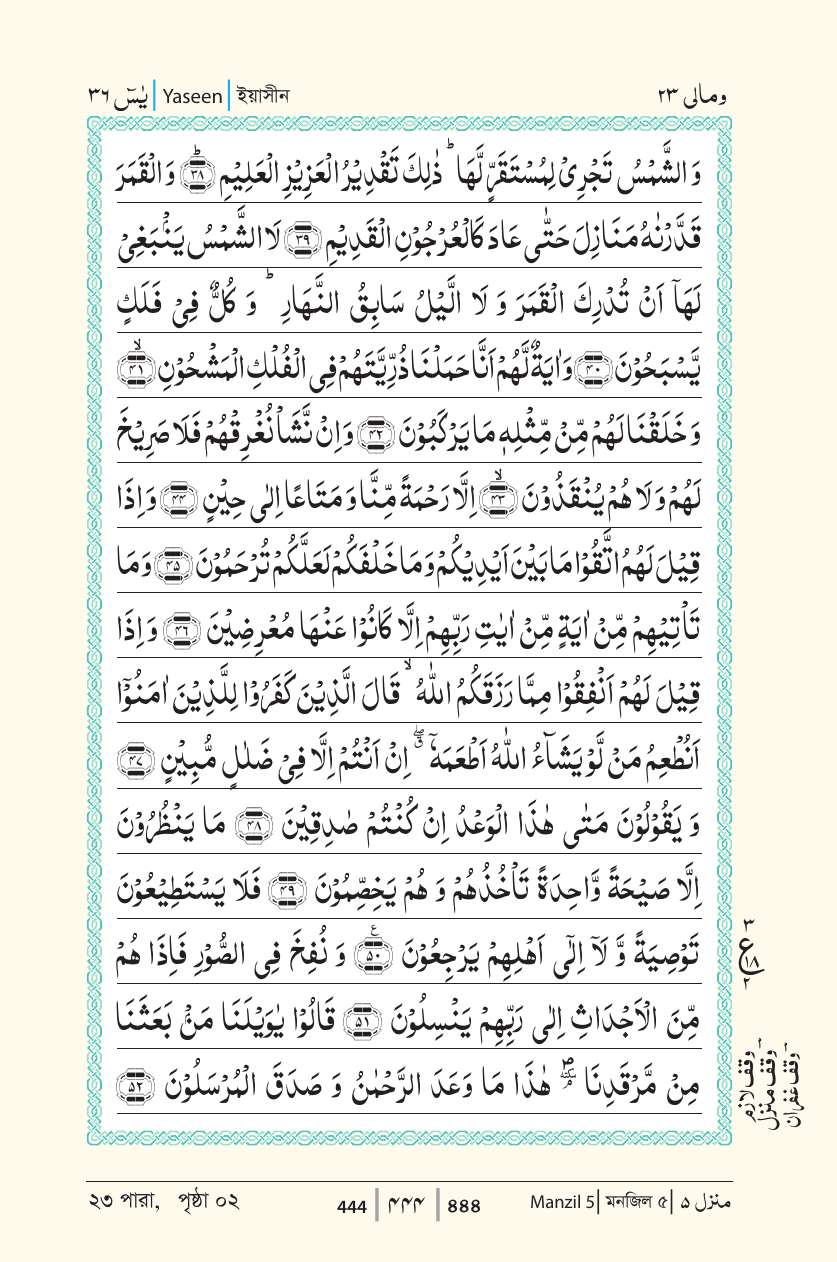 یٰسٓ ۳۶ | Yaseen | ইয়াসীন
ومالی ۲۳
وَ الشَّمْسُ تَجْرِیْ لِمُسْتَقَرٍّ لَّهَا ؕ ذٰلِكَ تَقْدِیْرُ الْعَزِیْزِ الْعَلِیْمِ ﴿ؕ۳۸﴾ وَ الْقَمَرَ
قَدَّرْنٰهُ مَنَازِلَ حَتّٰی عَادَ كَالْعُرْجُوْنِ الْقَدِیْمِ ﴿۳۹﴾ لَا الشَّمْسُ یَنْۢبَغِیْ
لَهَاۤ اَنْ تُدْرِكَ الْقَمَرَ وَ لَا الَّیْلُ سَابِقُ النَّهَارِ ؕ وَ كُلٌّ فِیْ فَلَكٍ
یَّسْبَحُوْنَ ﴿۴۰﴾ وَ اٰیَةٌ لَّهُمْ اَنَّا حَمَلْنَا ذُرِّیَّتَهُمْ فِی الْفُلْكِ الْمَشْحُوْنِ ﴿ۙ۴۱﴾
وَ خَلَقْنَا لَهُمْ مِّنْ مِّثْلِهٖ مَا یَرْكَبُوْنَ ﴿۴۲﴾ وَ اِنْ نَّشَاْ نُغْرِقْهُمْ فَلَا صَرِیْخَ
لَهُمْ وَ لَا هُمْ یُنْقَذُوْنَ ﴿ۙ۴۳﴾ اِلَّا رَحْمَةً مِّنَّا وَ مَتَاعًا اِلٰی حِیْنٍ ﴿۴۴﴾ وَ اِذَا
قِیْلَ لَهُمُ اتَّقُوْا مَا بَیْنَ اَیْدِیْكُمْ وَ مَا خَلْفَكُمْ لَعَلَّكُمْ تُرْحَمُوْنَ ﴿۴۵﴾ وَ مَا
تَاْتِیْهِمْ مِّنْ اٰیَةٍ مِّنْ اٰیٰتِ رَبِّهِمْ اِلَّا كَانُوْا عَنْهَا مُعْرِضِیْنَ ﴿۴۶﴾ وَ اِذَا
قِیْلَ لَهُمْ اَنْفِقُوْا مِمَّا رَزَقَكُمُ اللّٰهُ ۙ قَالَ الَّذِیْنَ كَفَرُوْا لِلَّذِیْنَ اٰمَنُوْۤا
اَنُطْعِمُ مَنْ لَّوْ یَشَآءُ اللّٰهُ اَطْعَمَهٗۤ ۖۗ اِنْ اَنْتُمْ اِلَّا فِیْ ضَلٰلٍ مُّبِیْنٍ ﴿۴۷﴾
وَ یَقُوْلُوْنَ مَتٰی هٰذَا الْوَعْدُ اِنْ كُنْتُمْ صٰدِقِیْنَ ﴿۴۸﴾ مَا یَنْظُرُوْنَ
اِلَّا صَیْحَةً وَّاحِدَةً تَاْخُذُهُمْ وَ هُمْ یَخِصِّمُوْنَ ﴿۴۹﴾ فَلَا یَسْتَطِیْعُوْنَ
تَوْصِیَةً وَّ لَاۤ اِلٰۤی اَهْلِهِمْ یَرْجِعُوْنَ ﴿۵۰﴾ وَ نُفِخَ فِی الصُّوْرِ فَاِذَا هُمْ
مِّنَ الْاَجْدَاثِ اِلٰی رَبِّهِمْ یَنْسِلُوْنَ ﴿۵۱﴾ قَالُوْا یٰوَیْلَنَا مَنْۢ بَعَثَنَا
مِنْ مَّرْقَدِنَا ۘؐ هٰذَا مَا وَعَدَ الرَّحْمٰنُ وَ صَدَقَ الْمُرْسَلُوْنَ ﴿۵۲﴾
۳
ع
۱۸
۲
وقف لازم
وقف منزل
وقف غفران
২৩ পারা, পৃষ্ঠা ০২
444 | ۴۴۴ | 888
Manzil 5 | মনজিল ৫ | منزل ۵